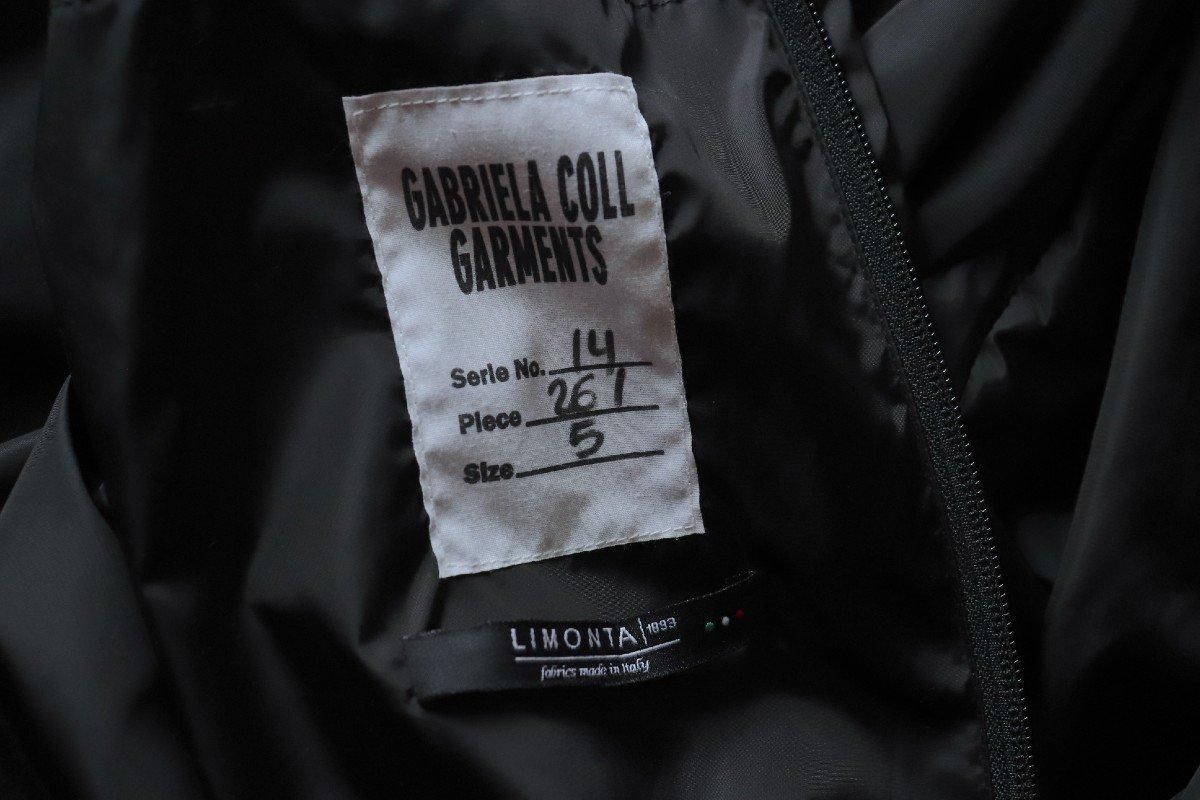 GABRIELA COLL
GARMENTS
Serie No. 14
Piece 261
Size 5
LIMONTA | 1893
fabrics made in Italy